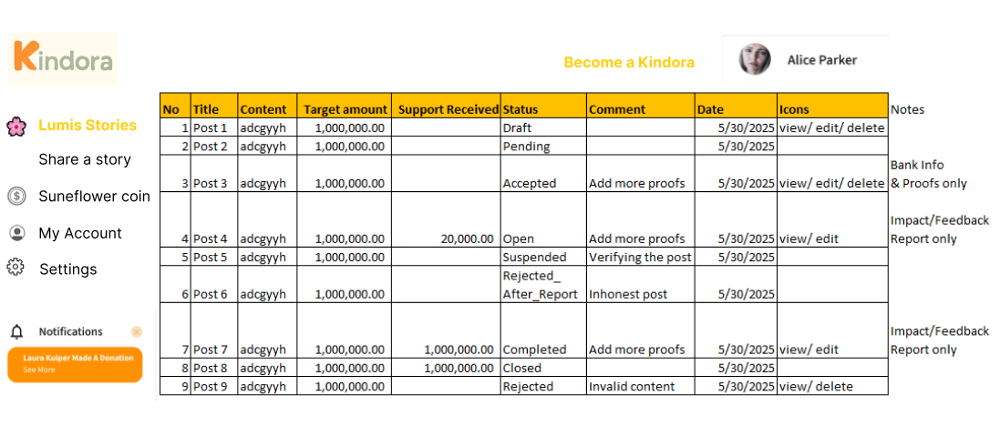 Kindora
Become a Kindora
Alice Parker
Lumis Stories
Share a story
Suneflower coin
My Account
Settings
Notifications
Laura Kulper Made A Donation
See More
No Title Content Target amount Support Received Status Comment Date Icons Notes
1 Post 1 adcgyyh 1,000,000.00 Draft 5/30/2025 view/ edit/ delete
2 Post 2 adcgyyh 1,000,000.00 Pending 5/30/2025
Bank Info
3 Post 3 adcgyyh 1,000,000.00 Accepted Add more proofs 5/30/2025 view/ edit/ delete & Proofs only
Impact/Feedback
4 Post 4 adcgyyh 1,000,000.00 20,000.00 Open Add more proofs 5/30/2025 view/ edit Report only
5 Post 5 adcgyyh 1,000,000.00 Suspended Verifying the post 5/30/2025
Rejected_
6 Post 6 adcgyyh 1,000,000.00 After_Report Inhonest post 5/30/2025
Impact/Feedback
7 Post 7 adcgyyh 1,000,000.00 1,000,000.00 Completed Add more proofs 5/30/2025 view/ edit Report only
8 Post 8 adcgyyh 1,000,000.00 1,000,000.00 Closed 5/30/2025
9 Post 9 adcgyyh 1,000,000.00 Rejected Invalid content 5/30/2025 view/ delete